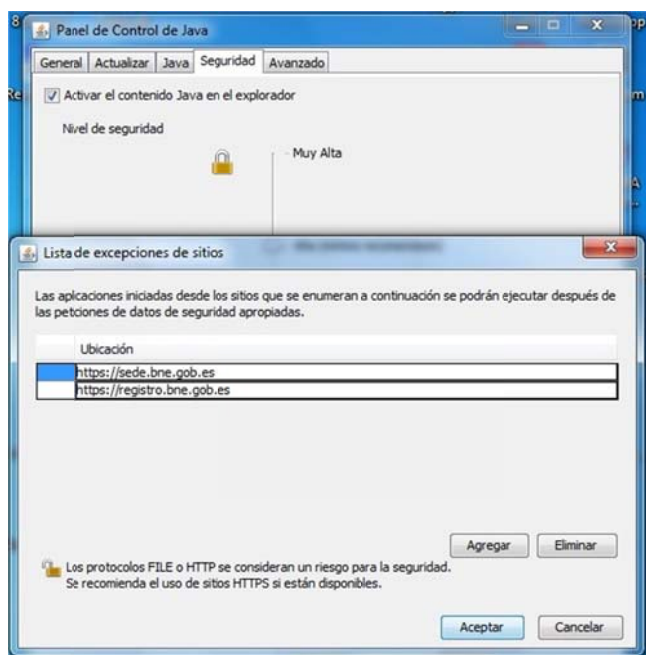 8
Panel de Control de Java
General Actualizar Java Seguridad Avanzado
Re
Activar el contenido Java en el explorador
Nivel de seguridad
Muy Alta
Lista de excepciones de sitios
Las aplcaciones iniciadas desde los sitios que se enumeran a continuación se podrán ejecutar después de
las petciones de datos de seguridad apropiadas.
Ubicación
https://sede.bne.gob.es
https://registro.bne.gob.es
Agregar Eliminar
Los protocolos FILE o HTTP se consideran un riesgo para la seguridad.
Se recomienda el uso de sitios HTTPS si están disponibles.
Aceptar Cancelar